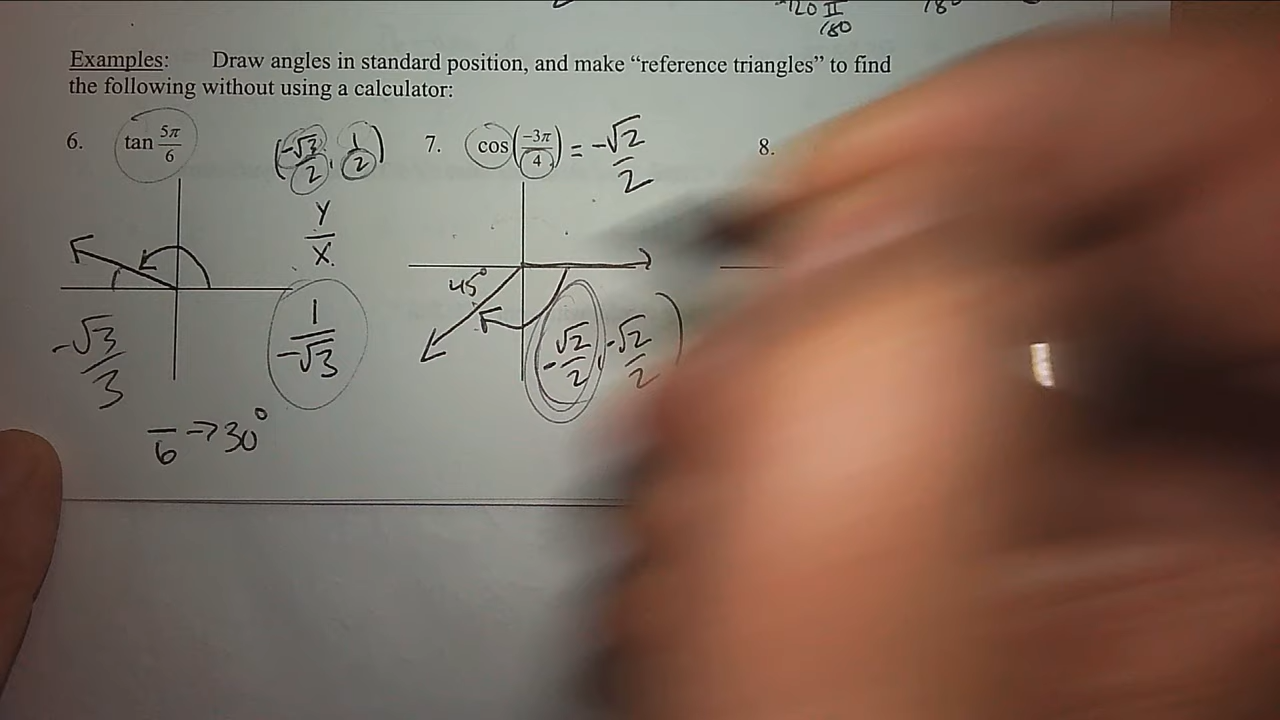 -120 II
180
18
Examples: Draw angles in standard position, and make “reference triangles” to find
the following without using a calculator:
6. tan 5π/6
(-√3/2, 1/2)
Y/X
1/-√3
-√3/3
/6 → 30°
7. cos(-3π/4) = -√2/2
45°
(-√2/2, -√2/2)
8.